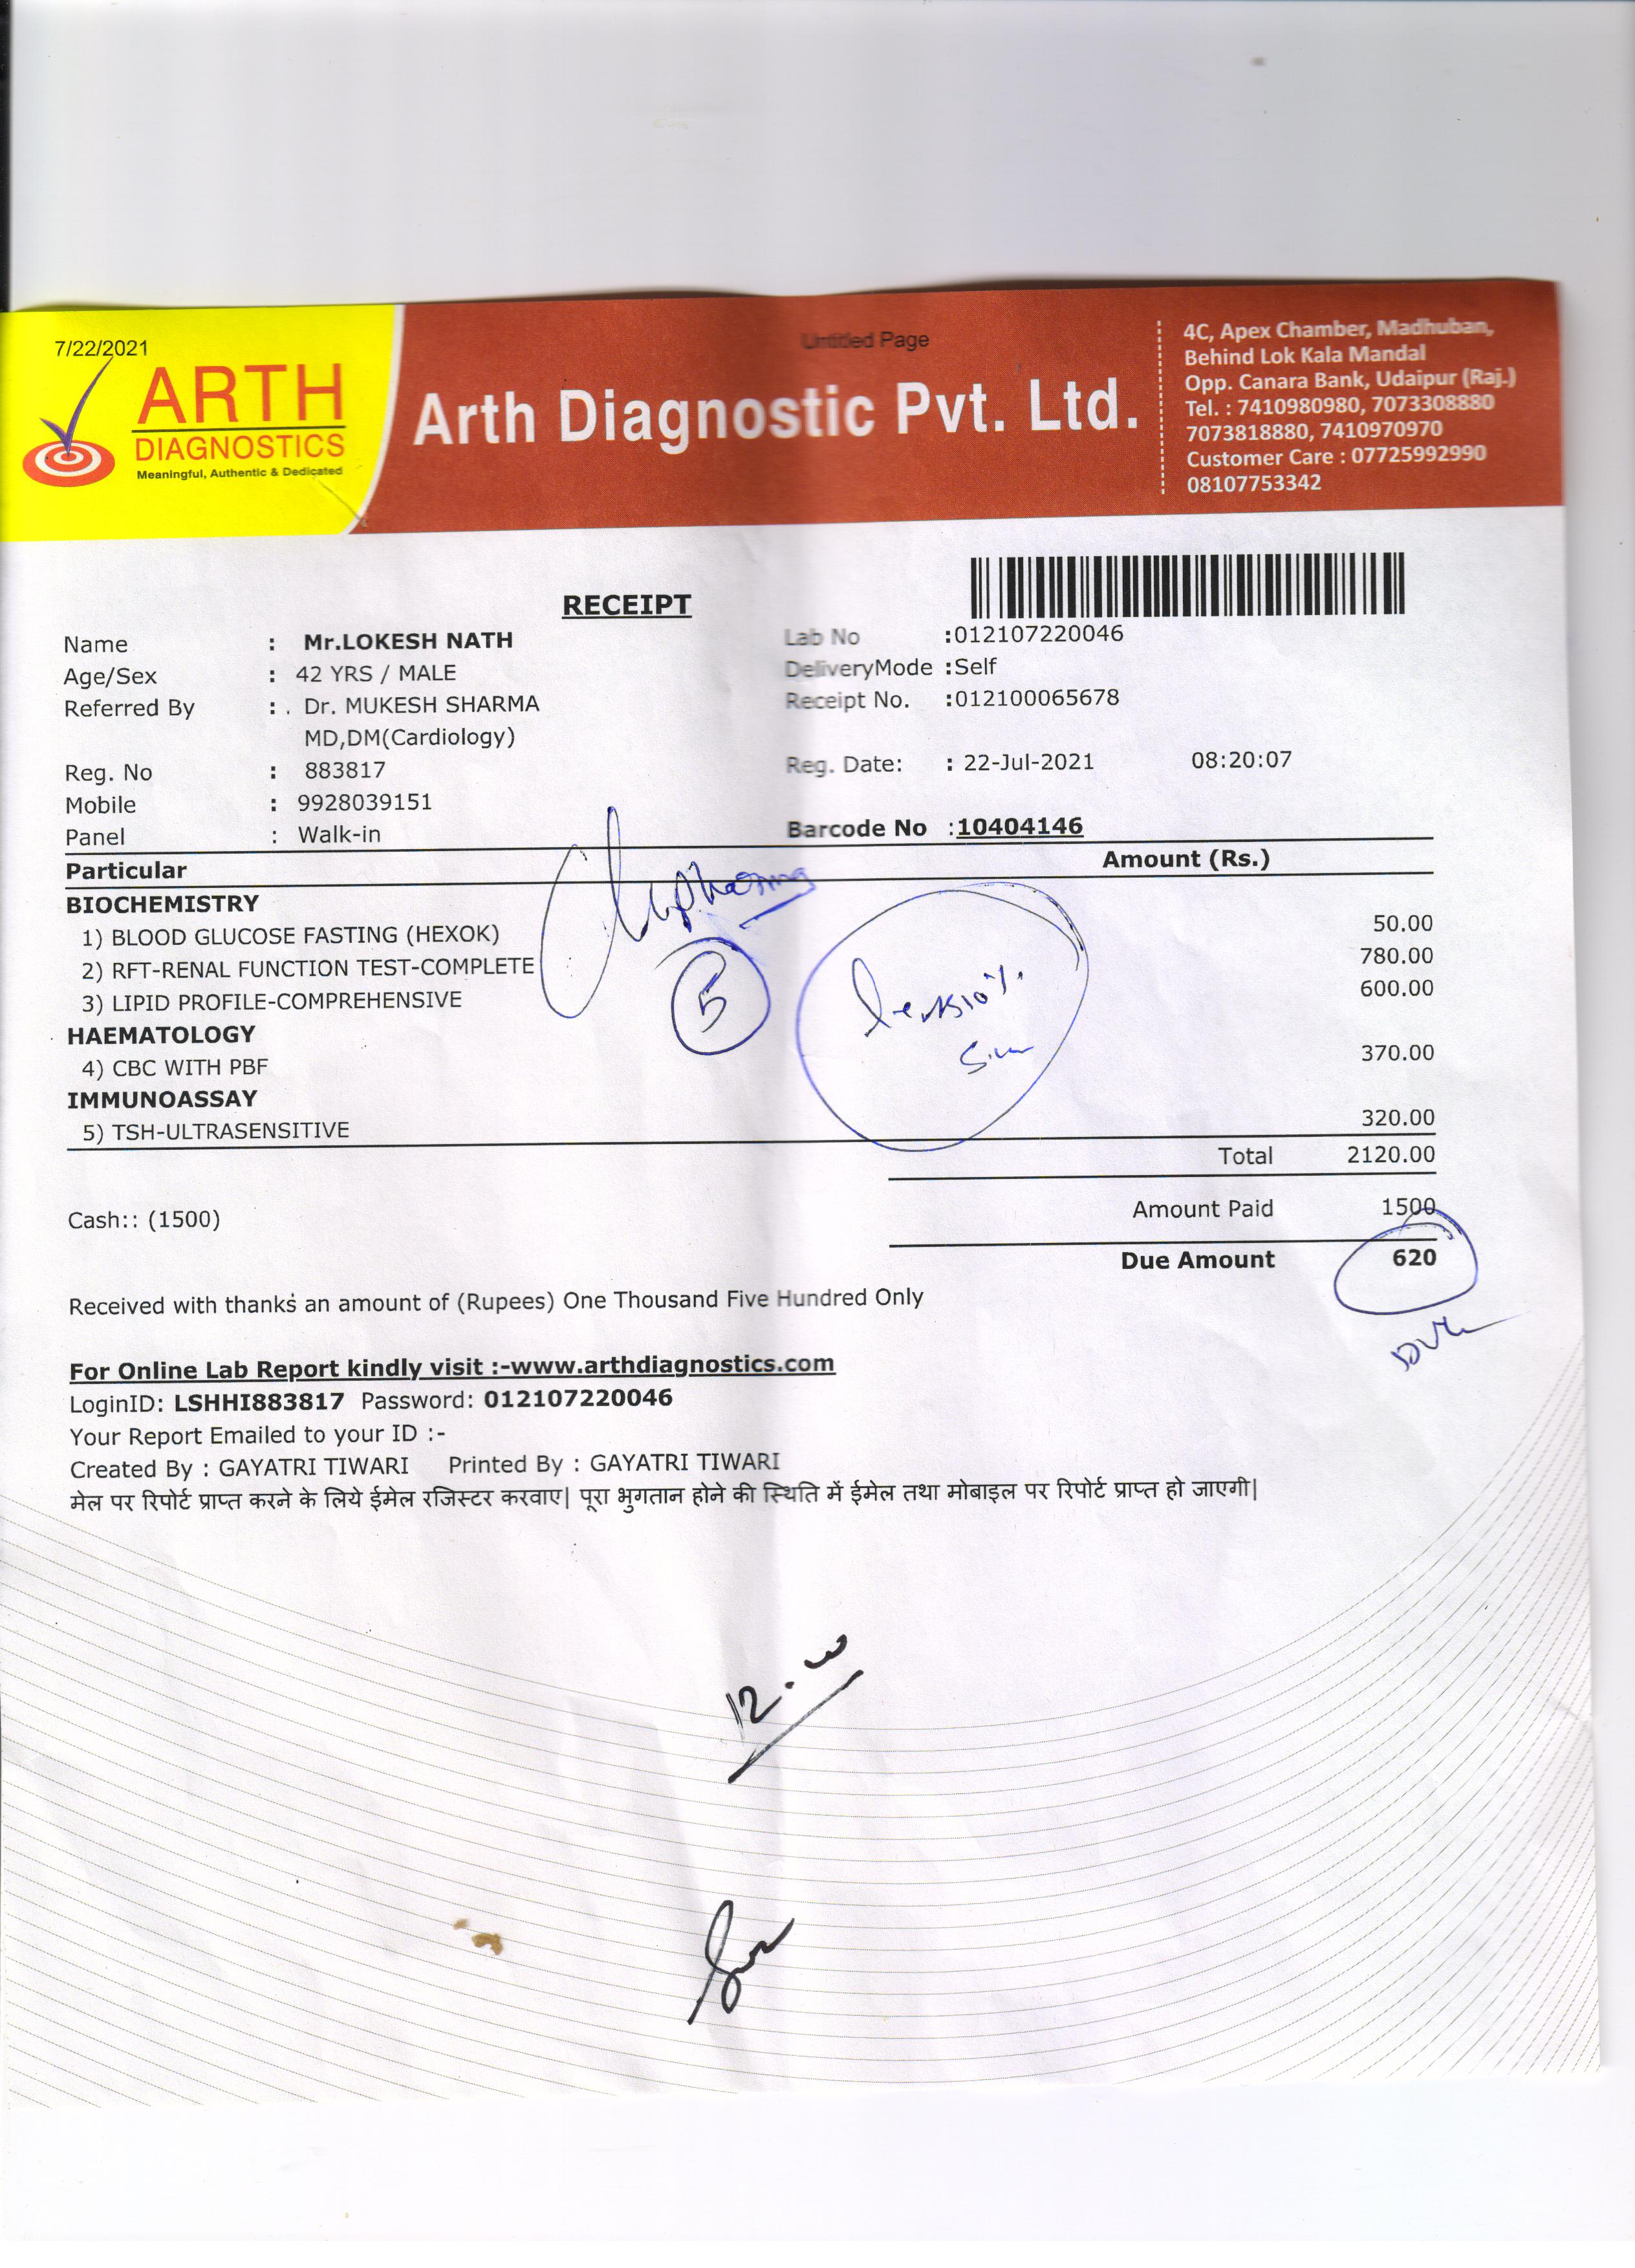 7/22/2021
Untitled Page
ARTH
DIAGNOSTICS
Meaningful, Authentic & Dedicated
Arth Diagnostic Pvt. Ltd.
4C, Apex Chamber, Madhuban,
Behind Lok Kala Mandal
Opp. Canara Bank, Udaipur (Raj.)
Tel. : 7410980980, 7073308880
7073818880, 7410970970
Customer Care : 07725992990
08107753342
RECEIPT
Name : Mr.LOKESH NATH
Lab No :012107220046
Age/Sex : 42 YRS / MALE
DeliveryMode :Self
Referred By : . Dr. MUKESH SHARMA
MD,DM(Cardiology)
Receipt No. :012100065678
Reg. No : 883817
Reg. Date: : 22-Jul-2021 08:20:07
Mobile : 9928039151
Panel : Walk-in
Barcode No :10404146
Particular Amount (Rs.)
BIOCHEMISTRY
1) BLOOD GLUCOSE FASTING (HEXOK) 50.00
2) RFT-RENAL FUNCTION TEST-COMPLETE 780.00
3) LIPID PROFILE-COMPREHENSIVE 600.00
5
HAEMATOLOGY
4) CBC WITH PBF 370.00
IMMUNOASSAY
5) TSH-ULTRASENSITIVE 320.00
Total 2120.00
Cash:: (1500)
Amount Paid 1500
Due Amount 620
Received with thanks an amount of (Rupees) One Thousand Five Hundred Only
For Online Lab Report kindly visit :-www.arthdiagnostics.com
LoginID: LSHHI883817 Password: 012107220046
Your Report Emailed to your ID :-
Created By : GAYATRI TIWARI Printed By : GAYATRI TIWARI
मेल पर रिपोर्ट प्राप्त करने के लिये ईमेल रजिस्टर करवाए| पूरा भुगतान होने की स्थिति में ईमेल तथा मोबाइल पर रिपोर्ट प्राप्त हो जाएगी|